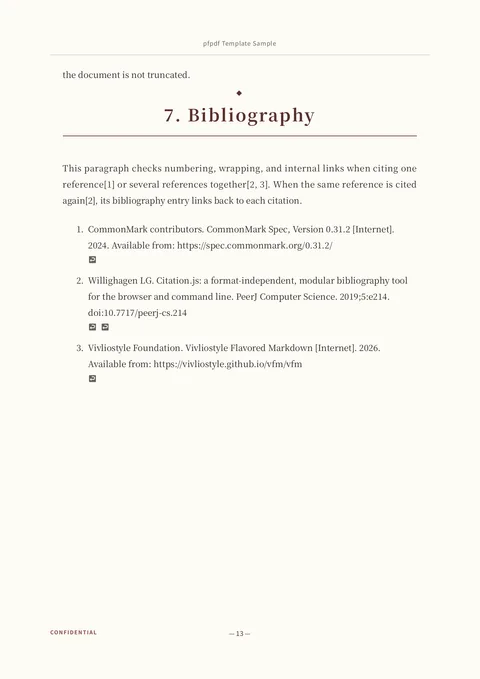 pfpdf Template Sample
the document is not truncated.
7. Bibliography
This paragraph checks numbering, wrapping, and internal links when citing one
reference[1] or several references together[2, 3]. When the same reference is cited
again[2], its bibliography entry links back to each citation.
1. CommonMark contributors. CommonMark Spec, Version 0.31.2 [Internet].
2024. Available from: https://spec.commonmark.org/0.31.2/
2. Willighagen LG. Citation.js: a format-independent, modular bibliography tool
for the browser and command line. PeerJ Computer Science. 2019;5:e214.
doi:10.7717/peerj-cs.214
3. Vivliostyle Foundation. Vivliostyle Flavored Markdown [Internet]. 2026.
Available from: https://vivliostyle.github.io/vfm/vfm
CONFIDENTIAL
— 13 —